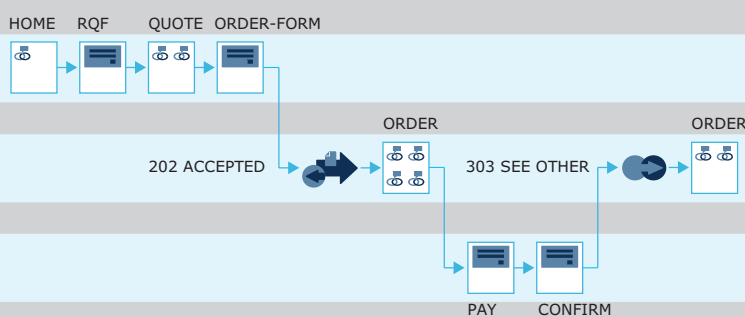 HOME RQF QUOTE ORDER-FORM
ORDER ORDER
202 ACCEPTED 303 SEE OTHER
PAY CONFIRM